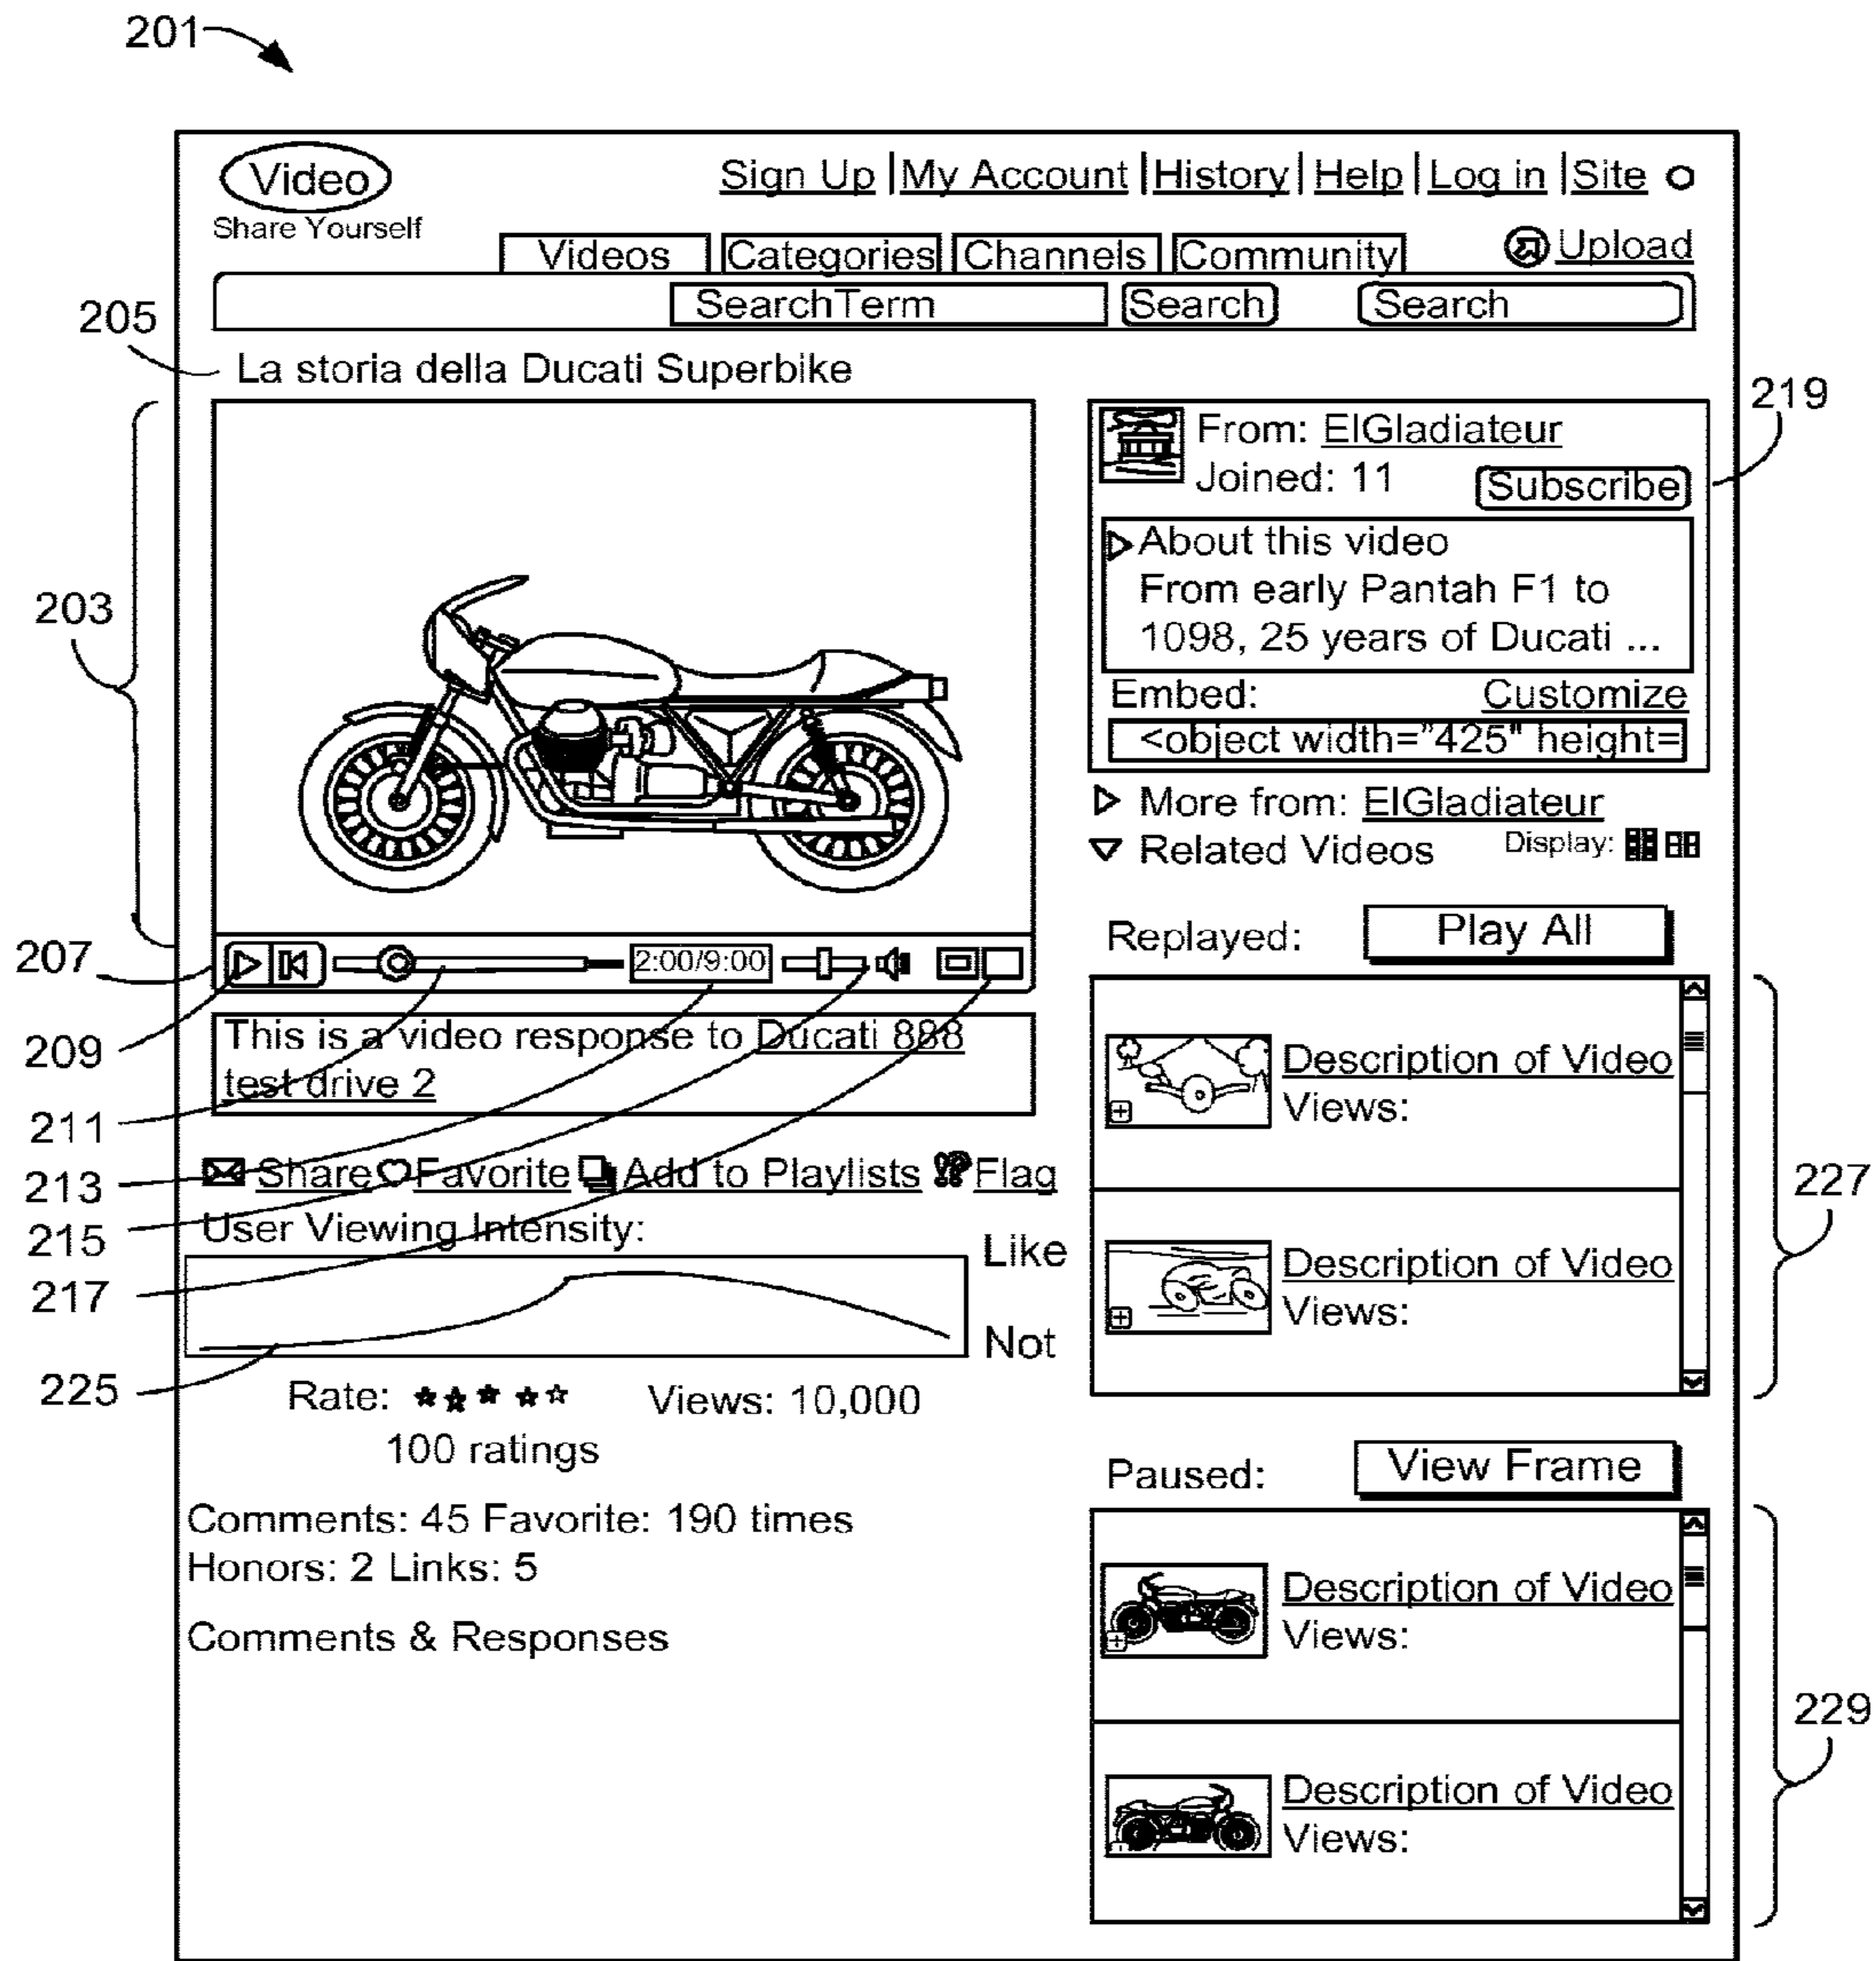 201
Video
Share Yourself
Sign Up | My Account | History | Help | Log in | Site
Videos Categories Channels Community Upload
SearchTerm Search Search
205
La storia della Ducati Superbike
219
From: ElGladiateur
Joined: 11 Subscribe
About this video
From early Pantah F1 to
1098, 25 years of Ducati ...
Embed: Customize
<object width="425" height=
More from: ElGladiateur
Related Videos Display:
203
207
2:00/9:00
209
This is a video response to Ducati 888
test drive 2
211
213
Share Favorite Add to Playlists Flag
215
User Viewing Intensity:
Like
217
Not
225
Rate: Views: 10,000
100 ratings
Comments: 45 Favorite: 190 times
Honors: 2 Links: 5
Comments & Responses
Replayed: Play All
Description of Video
Views:
227
Description of Video
Views:
Paused: View Frame
Description of Video
Views:
229
Description of Video
Views: